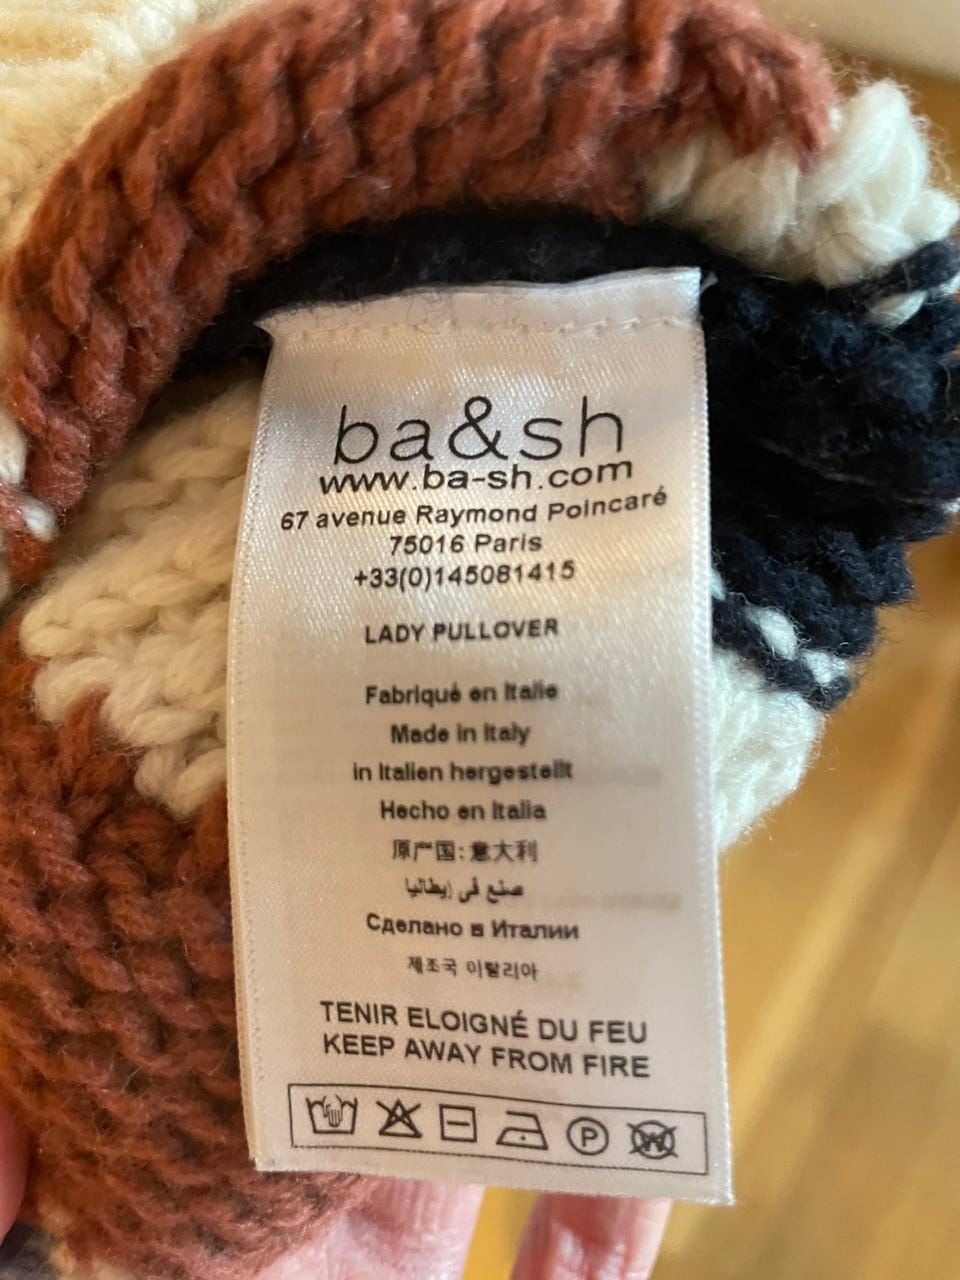 ba&sh
www.ba-sh.com
67 avenue Raymond Poincaré
75016 Paris
+33(0)145081415
LADY PULLOVER
Fabriqué en Italie
Made in Italy
in Italien hergestellt
Hecho en Italia
原产国: 意大利
صنع في إيطاليا
Сделано в Италии
제조국 이탈리아
TENIR ELOIGNÉ DU FEU
KEEP AWAY FROM FIRE
P W